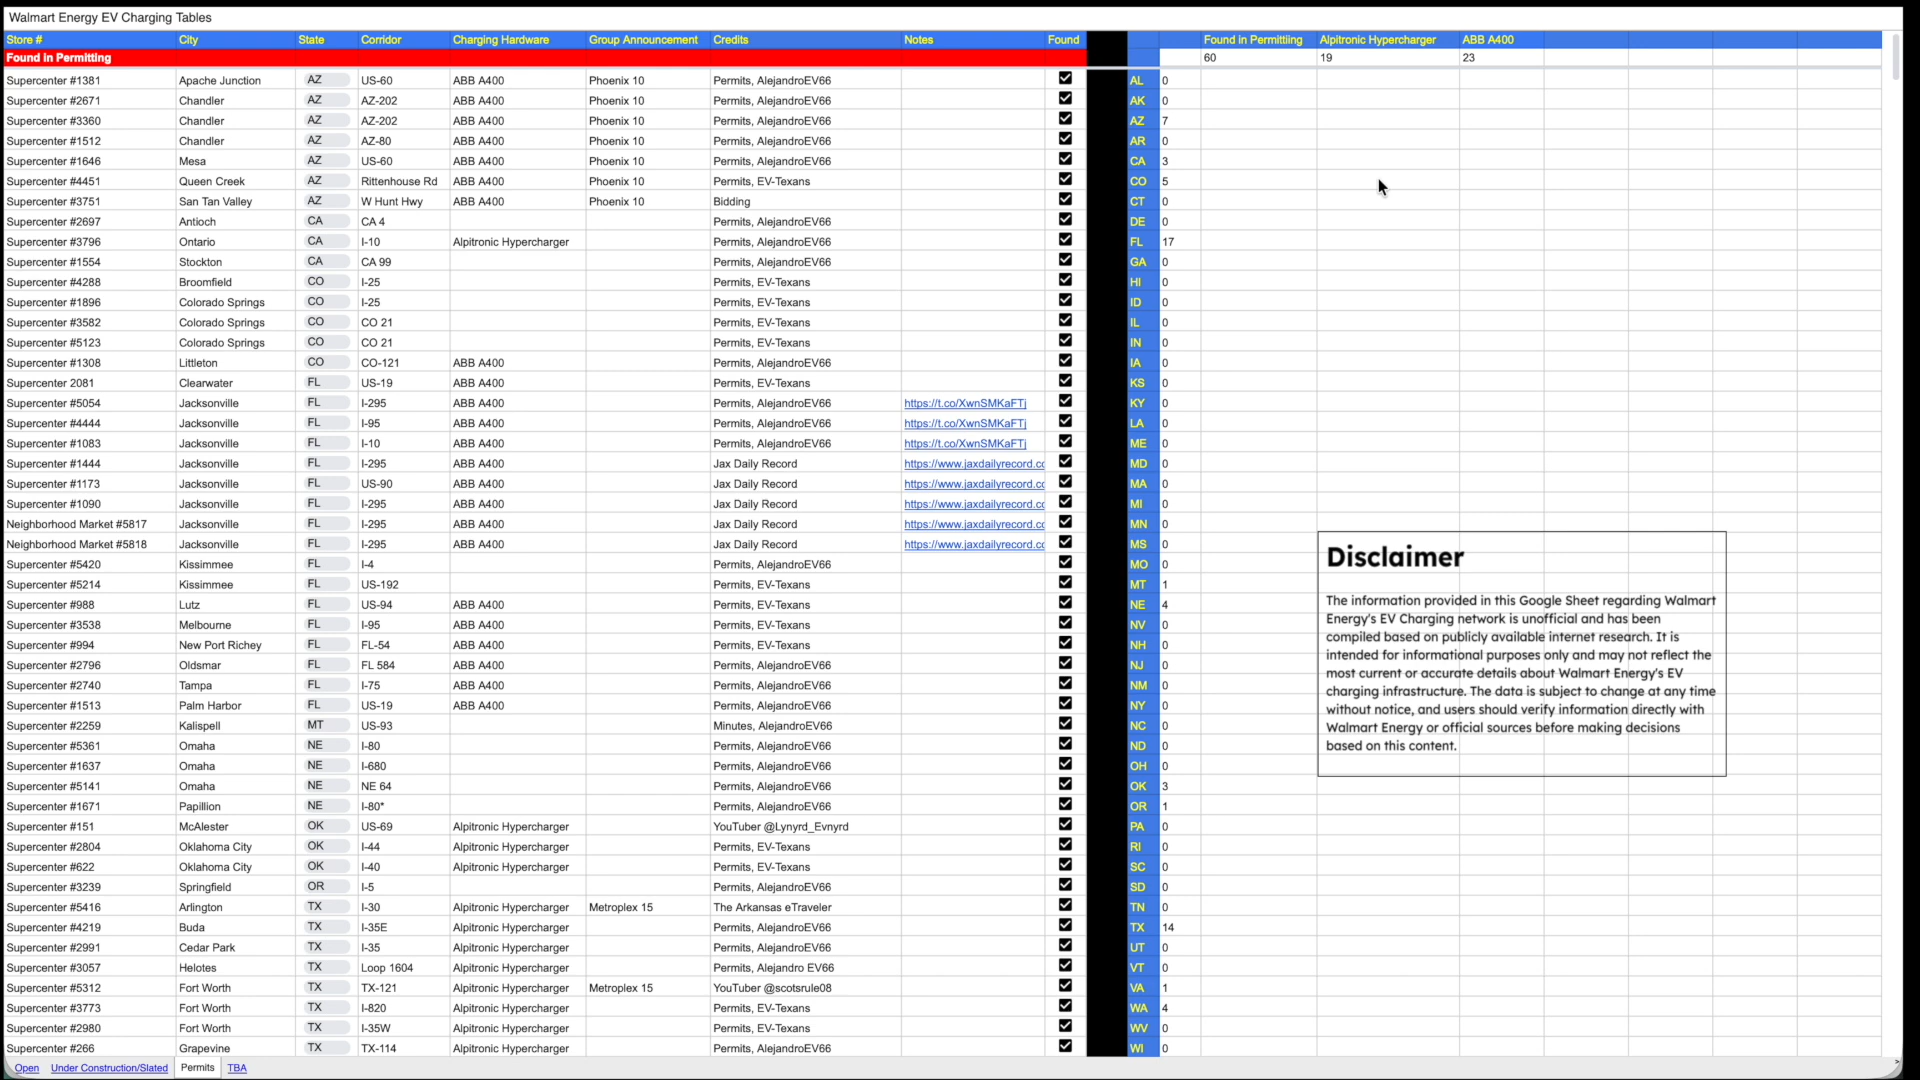 Walmart Energy EV Charging Tables
Store # City State Corridor Charging Hardware Group Announcement Credits Notes Found Found in Permittiing Alpitronic Hypercharger ABB A400
Found In Permitting 60 19 23
Supercenter #1381 Apache Junction AZ US-60 ABB A400 Phoenix 10 Permits, AlejandroEV66 AL 0
Supercenter #2671 Chandler AZ AZ-202 ABB A400 Phoenix 10 Permits, AlejandroEV66 AK 0
Supercenter #3360 Chandler AZ AZ-202 ABB A400 Phoenix 10 Permits, AlejandroEV66 AZ 7
Supercenter #1512 Chandler AZ AZ-80 ABB A400 Phoenix 10 Permits, AlejandroEV66 AR 0
Supercenter #1646 Mesa AZ US-60 ABB A400 Phoenix 10 Permits, AlejandroEV66 CA 3
Supercenter #4451 Queen Creek AZ Rittenhouse Rd ABB A400 Phoenix 10 Permits, EV-Texans CO 5
Supercenter #3751 San Tan Valley AZ W Hunt Hwy ABB A400 Phoenix 10 Bidding CT 0
Supercenter #2697 Antioch CA CA 4 Permits, AlejandroEV66 DE 0
Supercenter #3796 Ontario CA I-10 Alpitronic Hypercharger Permits, AlejandroEV66 FL 17
Supercenter #1554 Stockton CA CA 99 Permits, AlejandroEV66 GA 0
Supercenter #4288 Broomfield CO I-25 Permits, EV-Texans HI 0
Supercenter #1896 Colorado Springs CO I-25 Permits, EV-Texans ID 0
Supercenter #3582 Colorado Springs CO CO 21 Permits, EV-Texans IL 0
Supercenter #5123 Colorado Springs CO CO 21 Permits, EV-Texans IN 0
Supercenter #1308 Littleton CO CO-121 ABB A400 Permits, AlejandroEV66 IA 0
Supercenter 2081 Clearwater FL US-19 ABB A400 Permits, EV-Texans KS 0
Supercenter #5054 Jacksonville FL I-295 ABB A400 Permits, AlejandroEV66 https://t.co/XwnSMKaFTj KY 0
Supercenter #4444 Jacksonville FL I-95 ABB A400 Permits, AlejandroEV66 https://t.co/XwnSMKaFTj LA 0
Supercenter #1083 Jacksonville FL I-10 ABB A400 Permits, AlejandroEV66 https://t.co/XwnSMKaFTj ME 0
Supercenter #1444 Jacksonville FL I-295 ABB A400 Jax Daily Record https://www.jaxdailyrecord.cc MD 0
Supercenter #1173 Jacksonville FL US-90 ABB A400 Jax Daily Record https://www.jaxdailyrecord.cc MA 0
Supercenter #1090 Jacksonville FL I-295 ABB A400 Jax Daily Record https://www.jaxdailyrecord.cc MI 0
Neighborhood Market #5817 Jacksonville FL I-295 ABB A400 Jax Daily Record https://www.jaxdailyrecord.cc MN 0
Neighborhood Market #5818 Jacksonville FL I-295 ABB A400 Jax Daily Record https://www.jaxdailyrecord.cc MS 0
Supercenter #5420 Kissimmee FL I-4 Permits, AlejandroEV66 MO 0
Supercenter #5214 Kissimmee FL US-192 Permits, EV-Texans MT 1
Supercenter #988 Lutz FL US-94 ABB A400 Permits, EV-Texans NE 4
Supercenter #3538 Melbourne FL I-95 ABB A400 Permits, EV-Texans NV 0
Supercenter #994 New Port Richey FL FL-54 ABB A400 Permits, EV-Texans NH 0
Supercenter #2796 Oldsmar FL FL 584 ABB A400 Permits, AlejandroEV66 NJ 0
Supercenter #2740 Tampa FL I-75 ABB A400 Permits, AlejandroEV66 NM 0
Supercenter #1513 Palm Harbor FL US-19 ABB A400 Permits, AlejandroEV66 NY 0
Supercenter #2259 Kalispell MT US-93 Minutes, AlejandroEV66 NC 0
Supercenter #5361 Omaha NE I-80 Permits, AlejandroEV66 ND 0
Supercenter #1637 Omaha NE I-680 Permits, AlejandroEV66 OH 0
Supercenter #5141 Omaha NE NE 64 Permits, AlejandroEV66 OK 3
Supercenter #1671 Papillion NE I-80* Permits, AlejandroEV66 OR 1
Supercenter #151 McAlester OK US-69 Alpitronic Hypercharger YouTuber @Lynyrd_Evnyrd PA 0
Supercenter #2804 Oklahoma City OK I-44 Alpitronic Hypercharger Permits, EV-Texans RI 0
Supercenter #622 Oklahoma City OK I-40 Alpitronic Hypercharger Permits, EV-Texans SC 0
Supercenter #3239 Springfield OR I-5 Permits, AlejandroEV66 SD 0
Supercenter #5416 Arlington TX I-30 Alpitronic Hypercharger Metroplex 15 The Arkansas eTraveler TN 0
Supercenter #4219 Buda TX I-35E Alpitronic Hypercharger Permits, AlejandroEV66 TX 14
Supercenter #2991 Cedar Park TX I-35 Alpitronic Hypercharger Permits, AlejandroEV66 UT 0
Supercenter #3057 Helotes TX Loop 1604 Alpitronic Hypercharger Permits, Alejandro EV66 VT 0
Supercenter #5312 Fort Worth TX TX-121 Alpitronic Hypercharger Metroplex 15 YouTuber @scotsrule08 VA 1
Supercenter #3773 Fort Worth TX I-820 Alpitronic Hypercharger Permits, EV-Texans WA 4
Supercenter #2980 Fort Worth TX I-35W Alpitronic Hypercharger Permits, EV-Texans WV 0
Supercenter #266 Grapevine TX TX-114 Alpitronic Hypercharger Permits, AlejandroEV66 WI 0
Disclaimer
The information provided in this Google Sheet regarding Walmart
Energy's EV Charging network is unofficial and has been
compiled based on publicly available internet research. It is
intended for informational purposes only and may not reflect the
most current or accurate details about Walmart Energy's EV
charging infrastructure. The data is subject to change at any time
without notice, and users should verify information directly with
Walmart Energy or official sources before making decisions
based on this content.
Open Under Construction/Slated Permits TBA